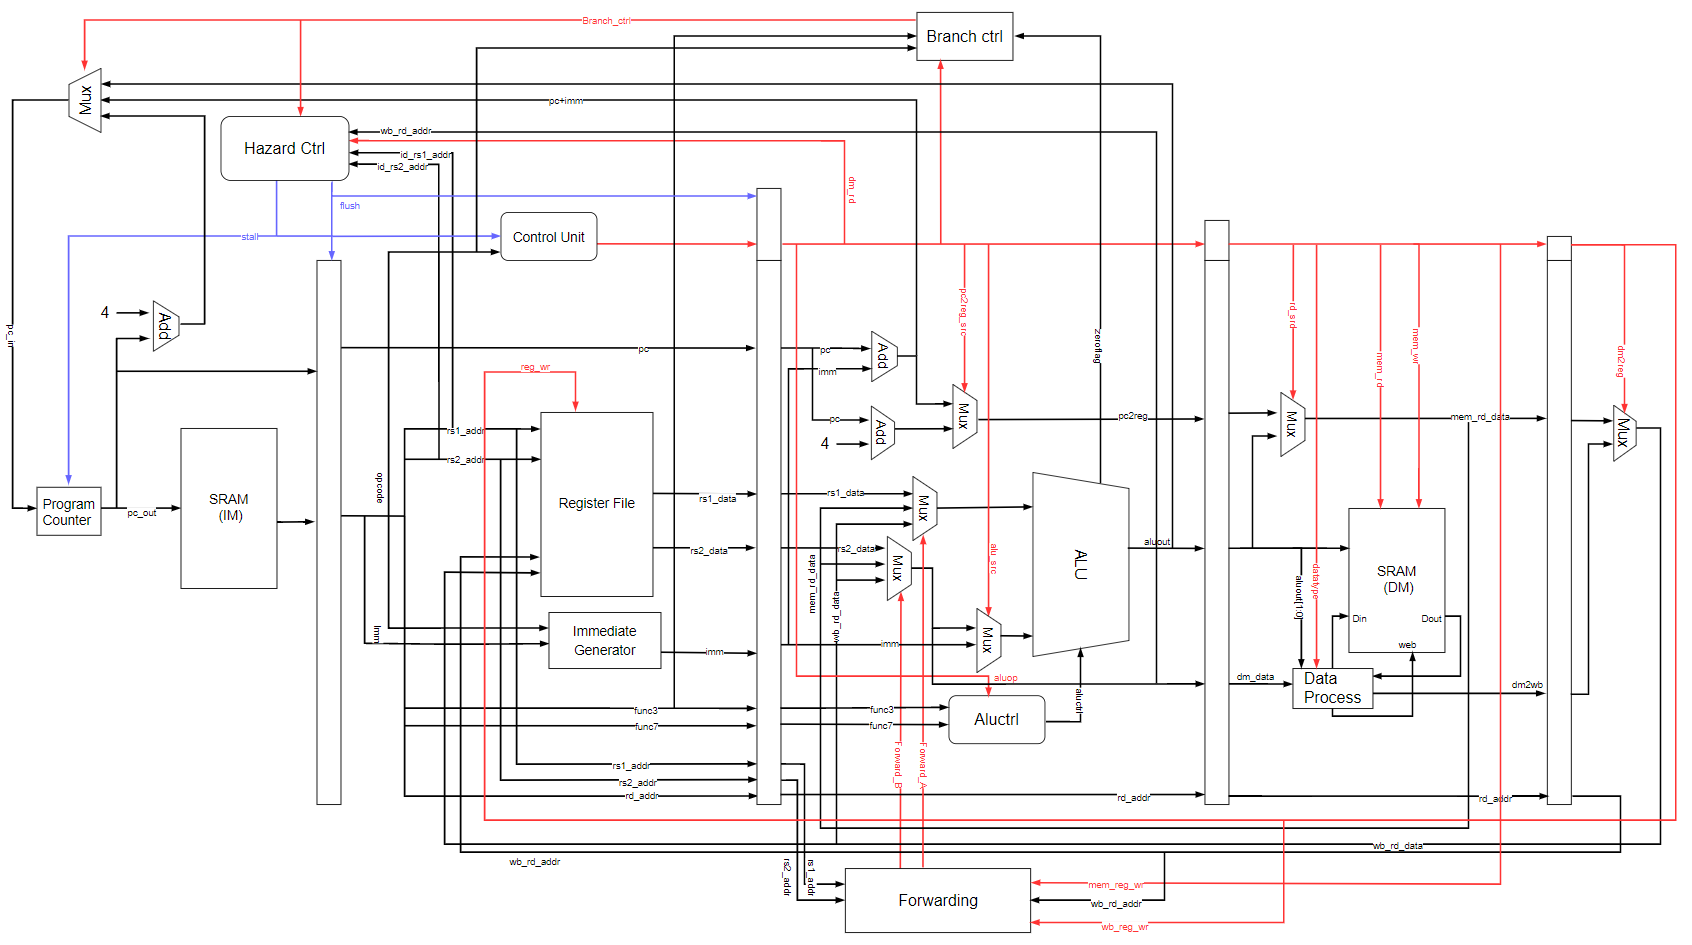 Branch_ctrl
Branch ctrl
Mux
pc+imm
wb_rd_addr
Hazard Ctrl
id_rs1_addr
id_rs2_addr
dm_rd
flush
stall
Control Unit
4
Add
pc_in
pc
pc
Add
imm
pc2reg_src
zeroflag
rd_srd
mem_wr
mem_rd
dm2reg
reg_wr
pc
Add
4
Mux
pc2reg
Mux
mem_rd_data
Mux
rs1_addr
rs2_addr
opcode
Program
Counter
pc_out
SRAM
(IM)
Register File
rs1_data
rs1_data
Mux
rs2_data
rs2_data
Mux
mem_rd_data
wb_rd_data
alu_src
ALU
aluout
aluout[1:0]
datatype
SRAM
(DM)
Din
Dout
web
imm
Immediate
Generator
imm
imm
Mux
aluop
aluctrl
dm_data
Data
Process
dm2wb
func3
func7
func3
func7
Aluctrl
Forward_B
Forward_A
rs1_addr
rs2_addr
rd_addr
rd_addr
rd_addr
wb_rd_data
wb_rd_addr
rs2_addr
rs1_addr
Forwarding
mem_reg_wr
wb_rd_addr
wb_reg_wr